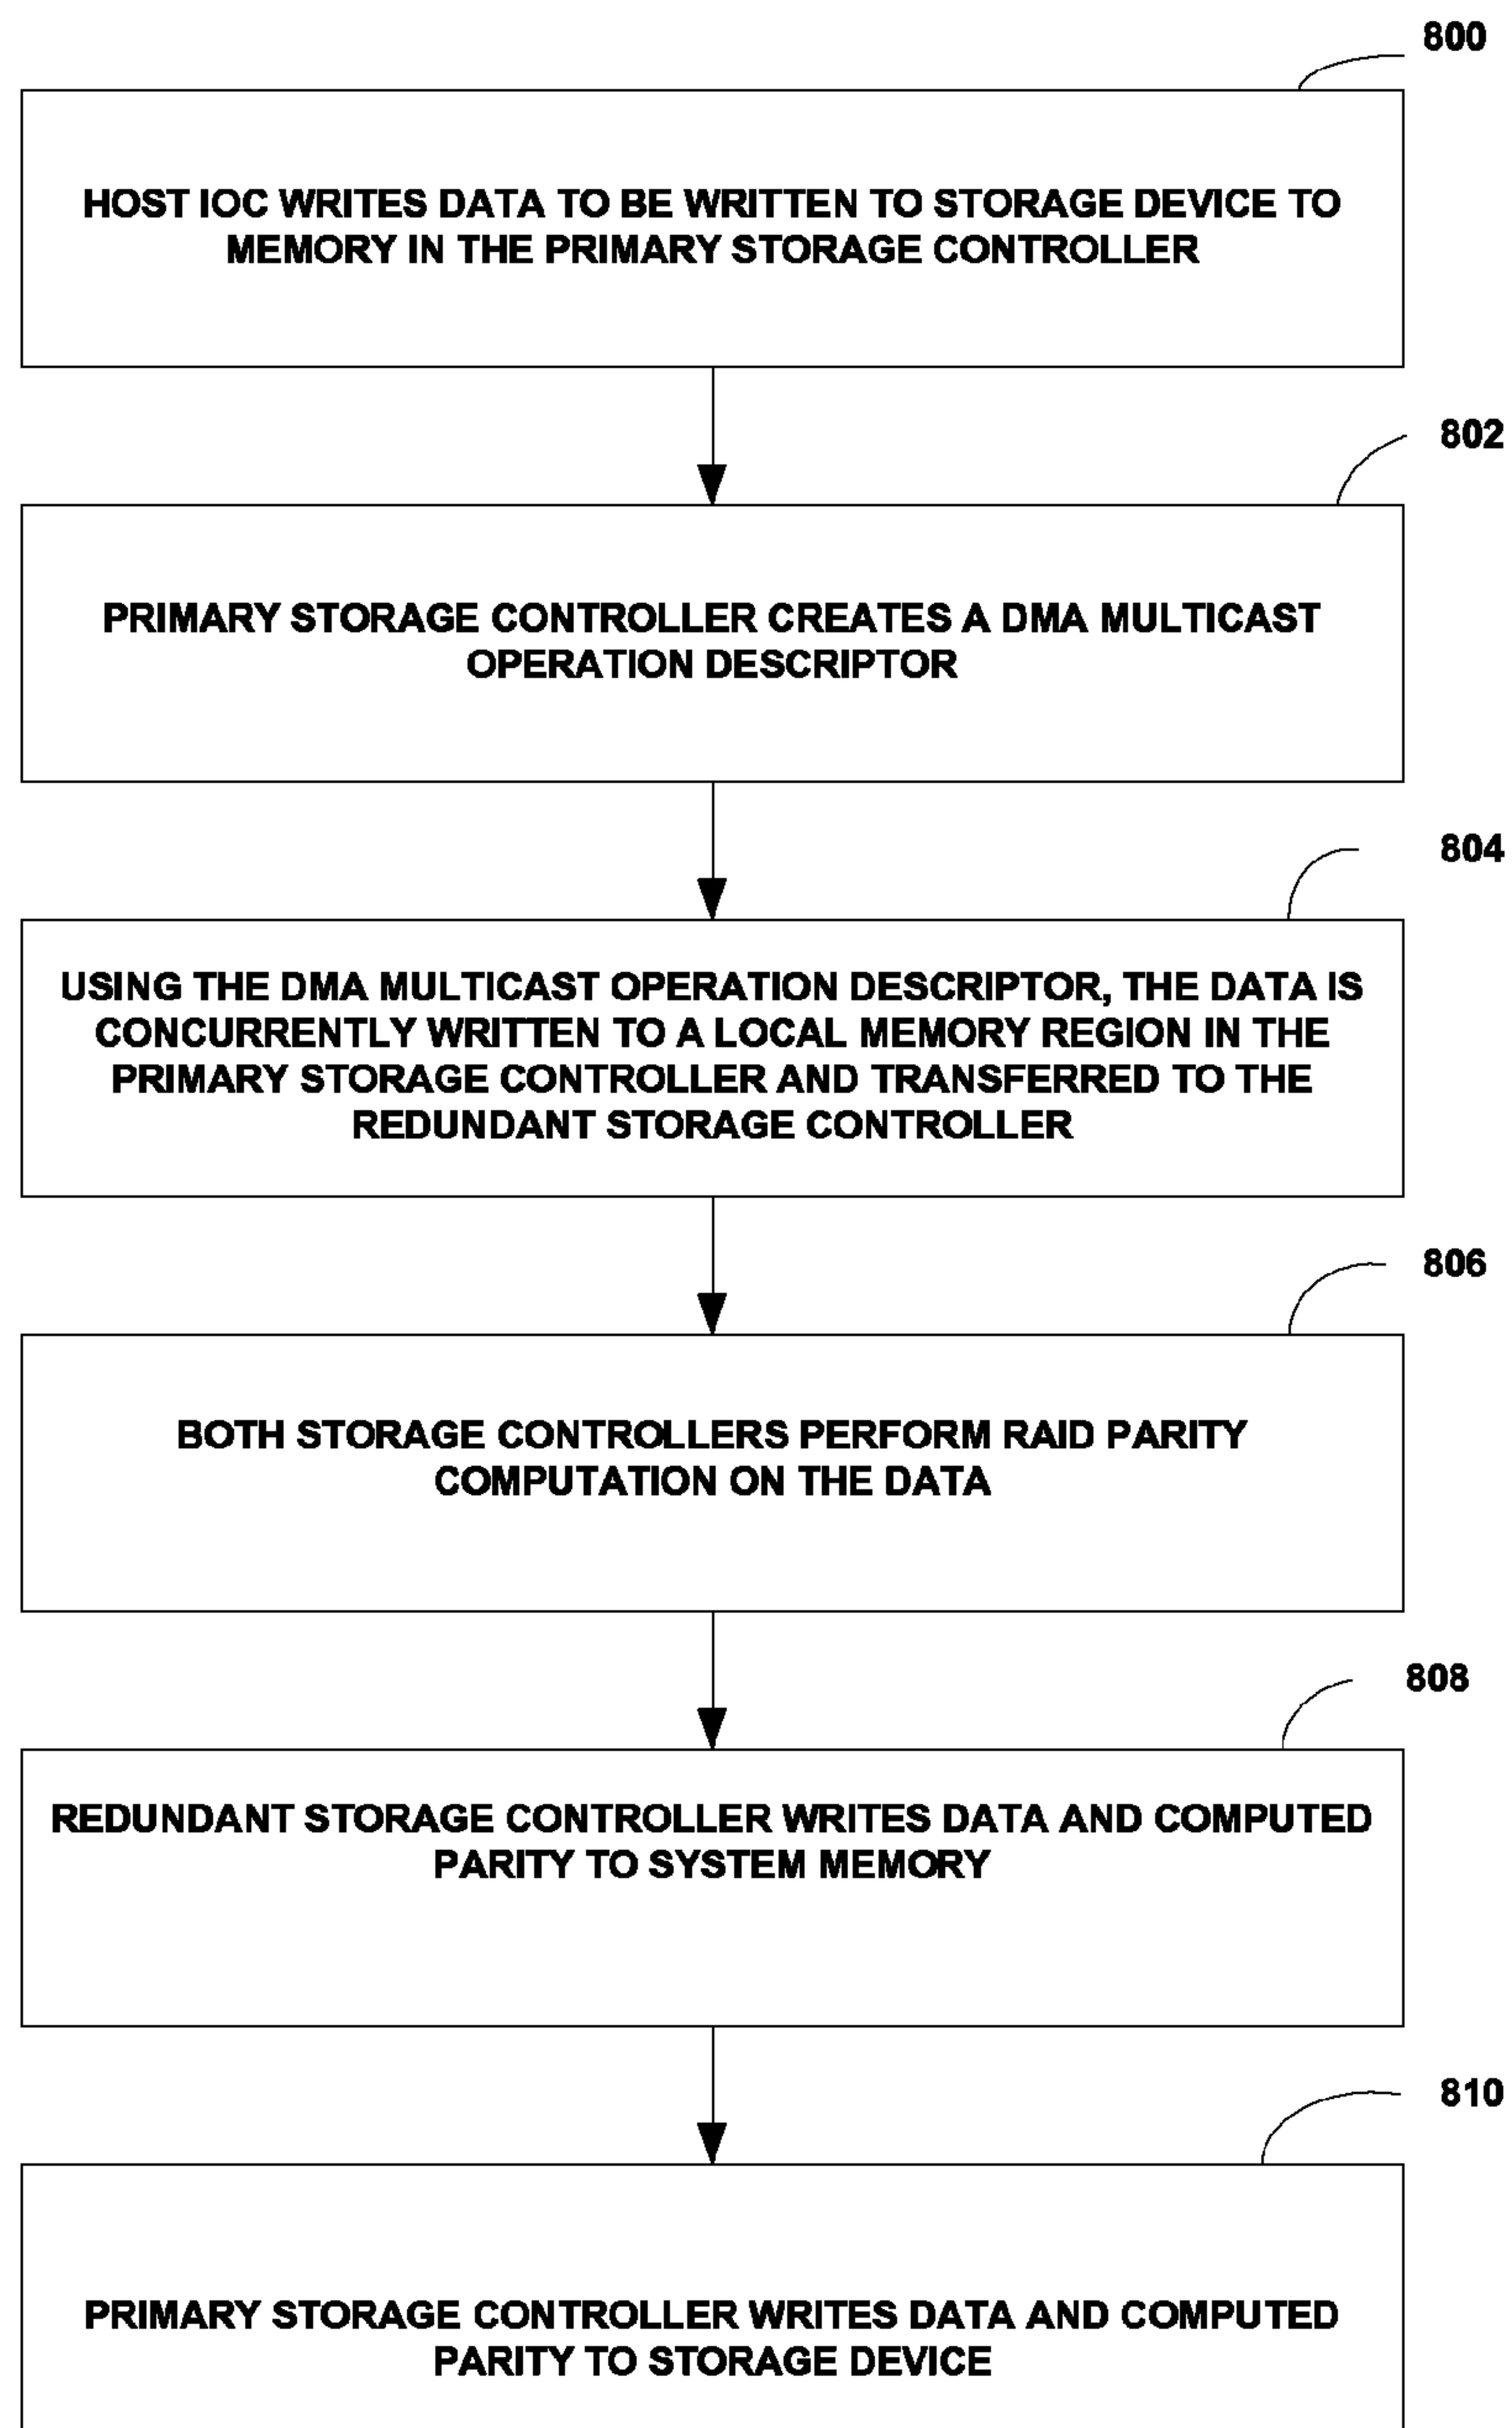 800
HOST IOC WRITES DATA TO BE WRITTEN TO STORAGE DEVICE TO
MEMORY IN THE PRIMARY STORAGE CONTROLLER
802
PRIMARY STORAGE CONTROLLER CREATES A DMA MULTICAST
OPERATION DESCRIPTOR
804
USING THE DMA MULTICAST OPERATION DESCRIPTOR, THE DATA IS
CONCURRENTLY WRITTEN TO A LOCAL MEMORY REGION IN THE
PRIMARY STORAGE CONTROLLER AND TRANSFERRED TO THE
REDUNDANT STORAGE CONTROLLER
806
BOTH STORAGE CONTROLLERS PERFORM RAID PARITY
COMPUTATION ON THE DATA
808
REDUNDANT STORAGE CONTROLLER WRITES DATA AND COMPUTED
PARITY TO SYSTEM MEMORY
810
PRIMARY STORAGE CONTROLLER WRITES DATA AND COMPUTED
PARITY TO STORAGE DEVICE